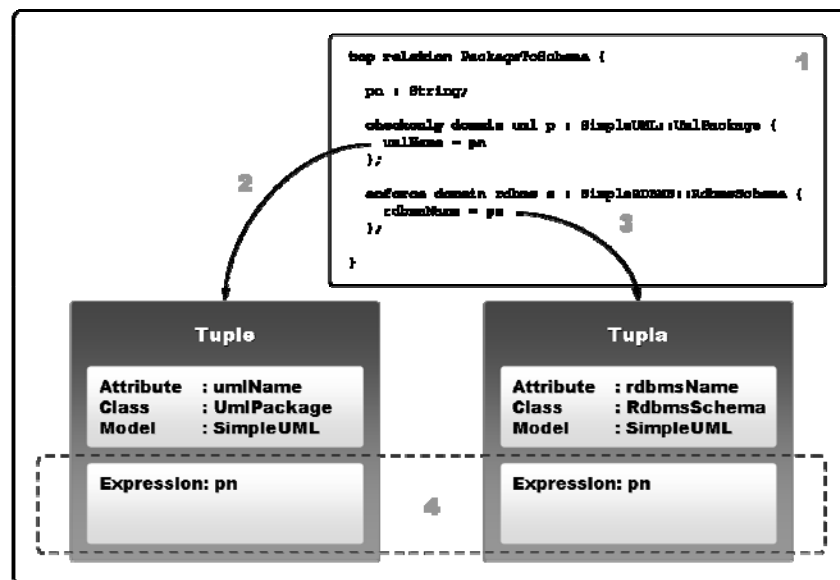 top relation PackageToSchema {
1
pn : String;
checkonly domain uml p : SimpleUML::UmlPackage {
umlName = pn
};
2
enforce domain rdbms s : SimpleRDBMS::RdbmsSchema {
rdbmsName = pn
3
};
}
Tuple
Attribute : umlName
Class : UmlPackage
Model : SimpleUML
Expression: pn
4
Tupla
Attribute : rdbmsName
Class : RdbmsSchema
Model : SimpleUML
Expression: pn